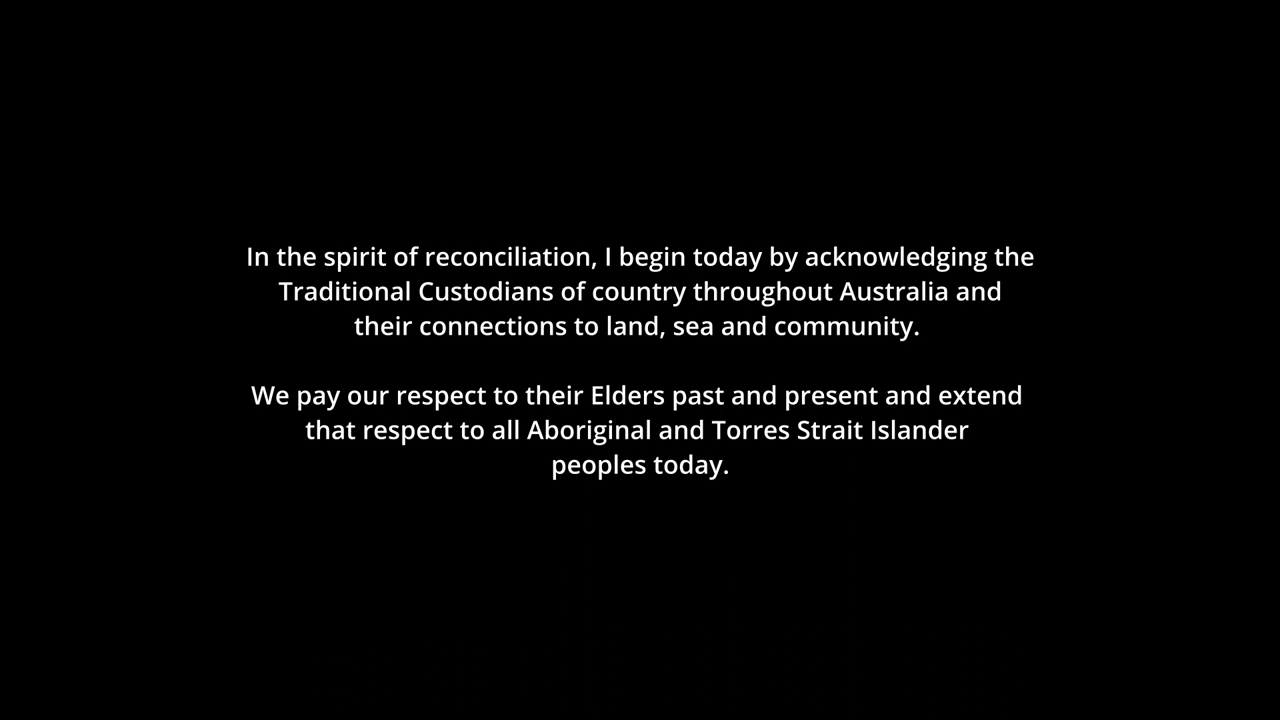 In the spirit of reconciliation, I begin today by acknowledging the
Traditional Custodians of country throughout Australia and
their connections to land, sea and community.
We pay our respect to their Elders past and present and extend
that respect to all Aboriginal and Torres Strait Islander
peoples today.